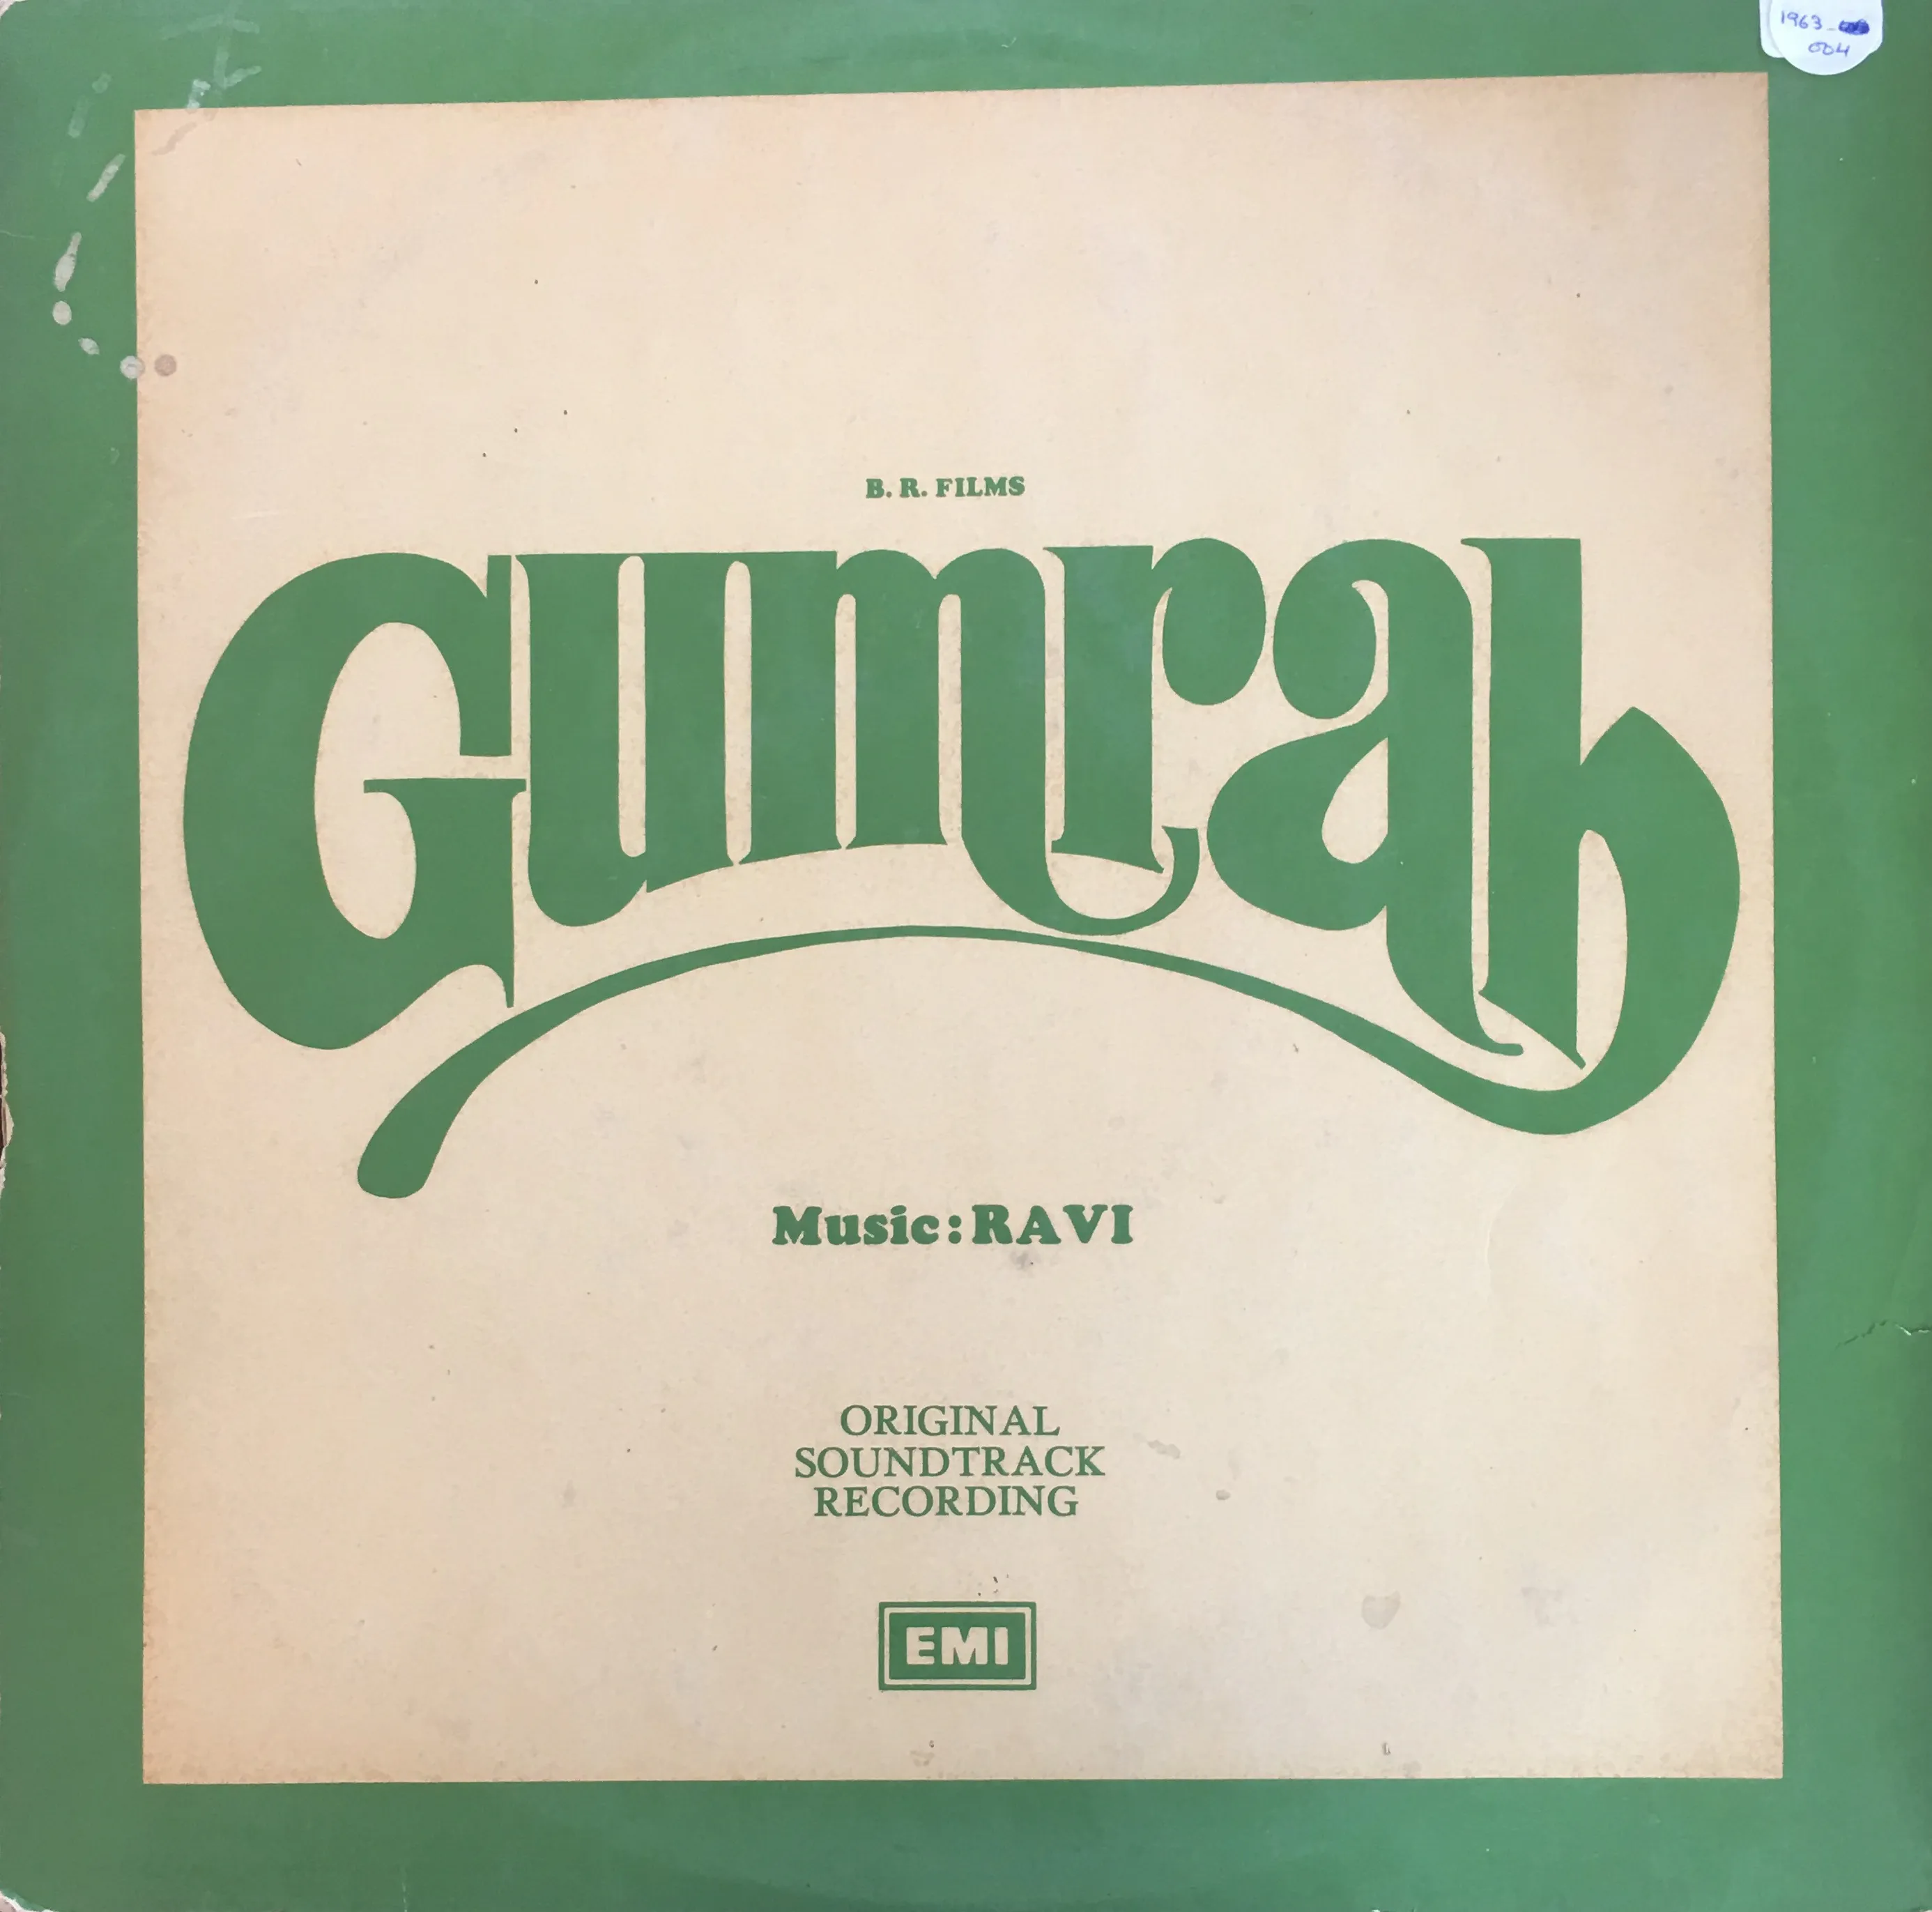 1963-
004
B. R. FILMS
Gumrah
Music: RAVI
ORIGINAL
SOUNDTRACK
RECORDING
EMI